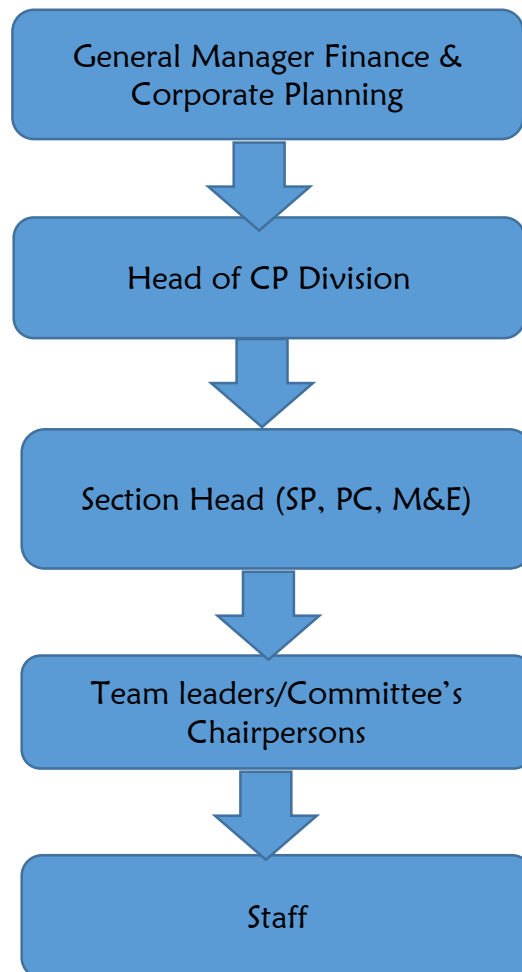 General Manager Finance &
Corporate Planning
Head of CP Division
Section Head (SP, PC, M&E)
Team leaders/Committee’s
Chairpersons
Staff